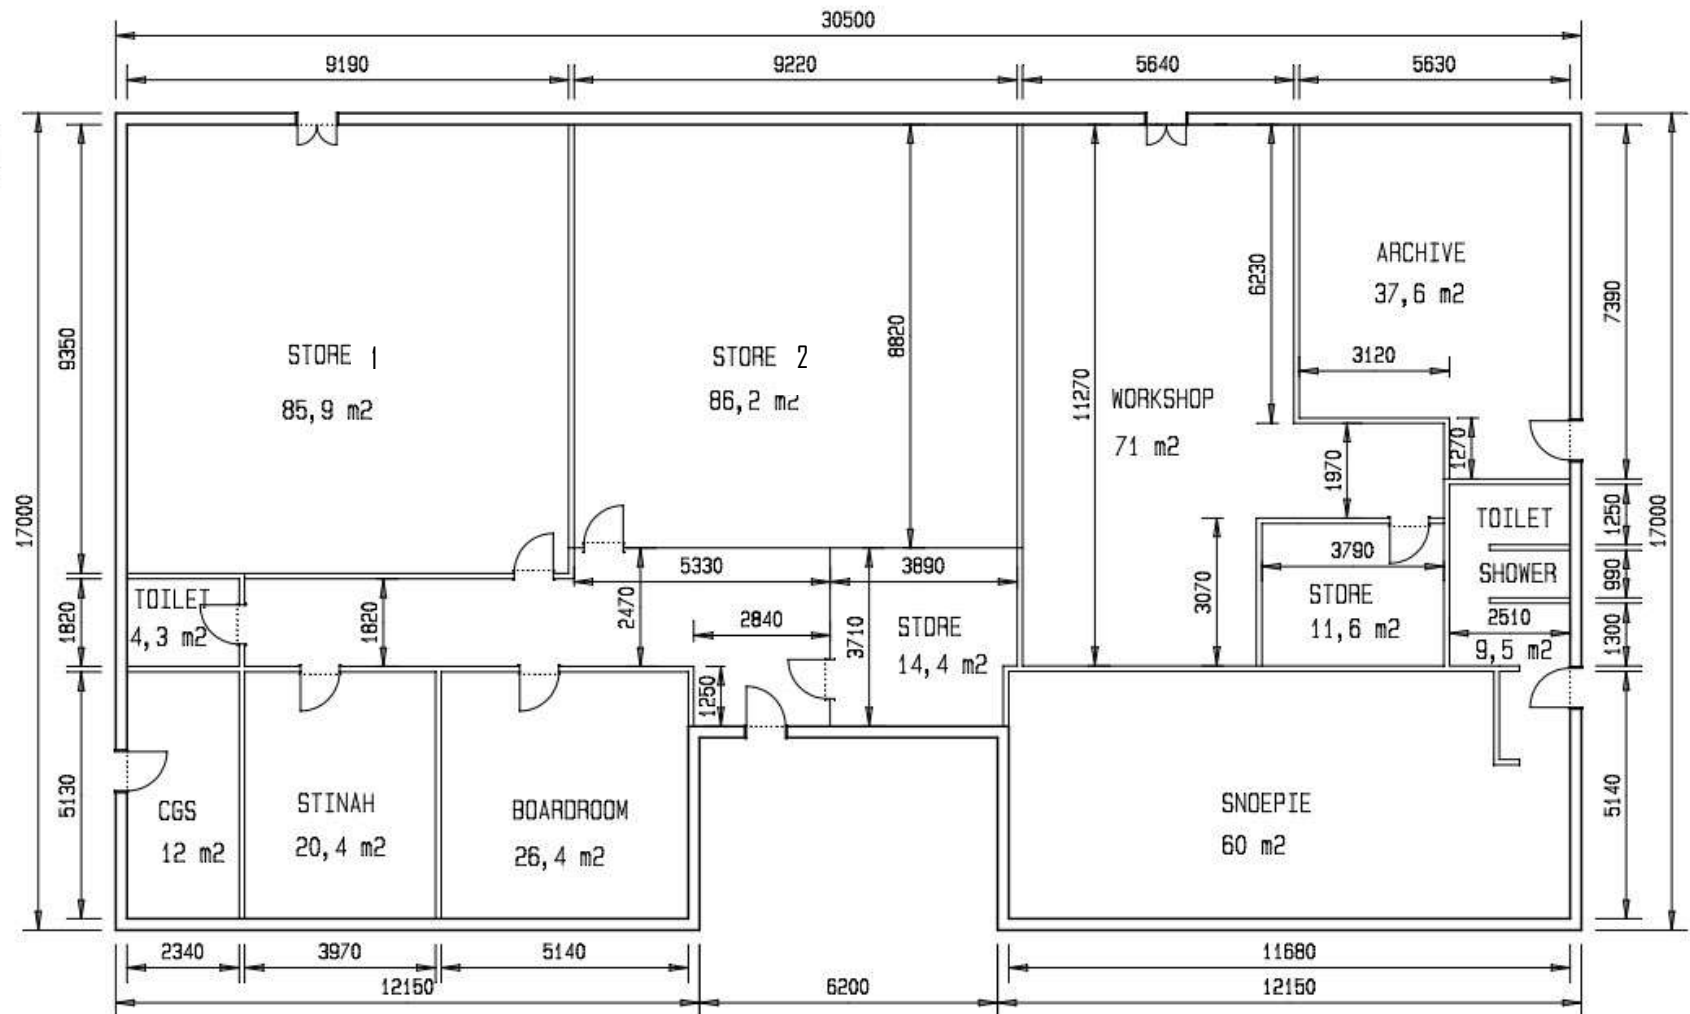 30500
9190 9220 5640 5630
ARCHIVE
37,6 m2
6230
7390
9350
8820
STORE 1
85,9 m2
STORE 2
86,2 m2
3120
11270
WORKSHOP
71 m2
1270
1970
17000
17000
TOILET
1250
5330 3890
3790
SHOWER
990
TOILET
4,3 m2
1820
1820
2470
2840
3710
STORE
14,4 m2
3070
STORE
11,6 m2
2510
9,5 m2
1300
1250
5130
CGS
12 m2
STINAH
20,4 m2
BOARDROOM
26,4 m2
SNOEPIE
60 m2
5140
2340 3970 5140 11680
12150 6200 12150